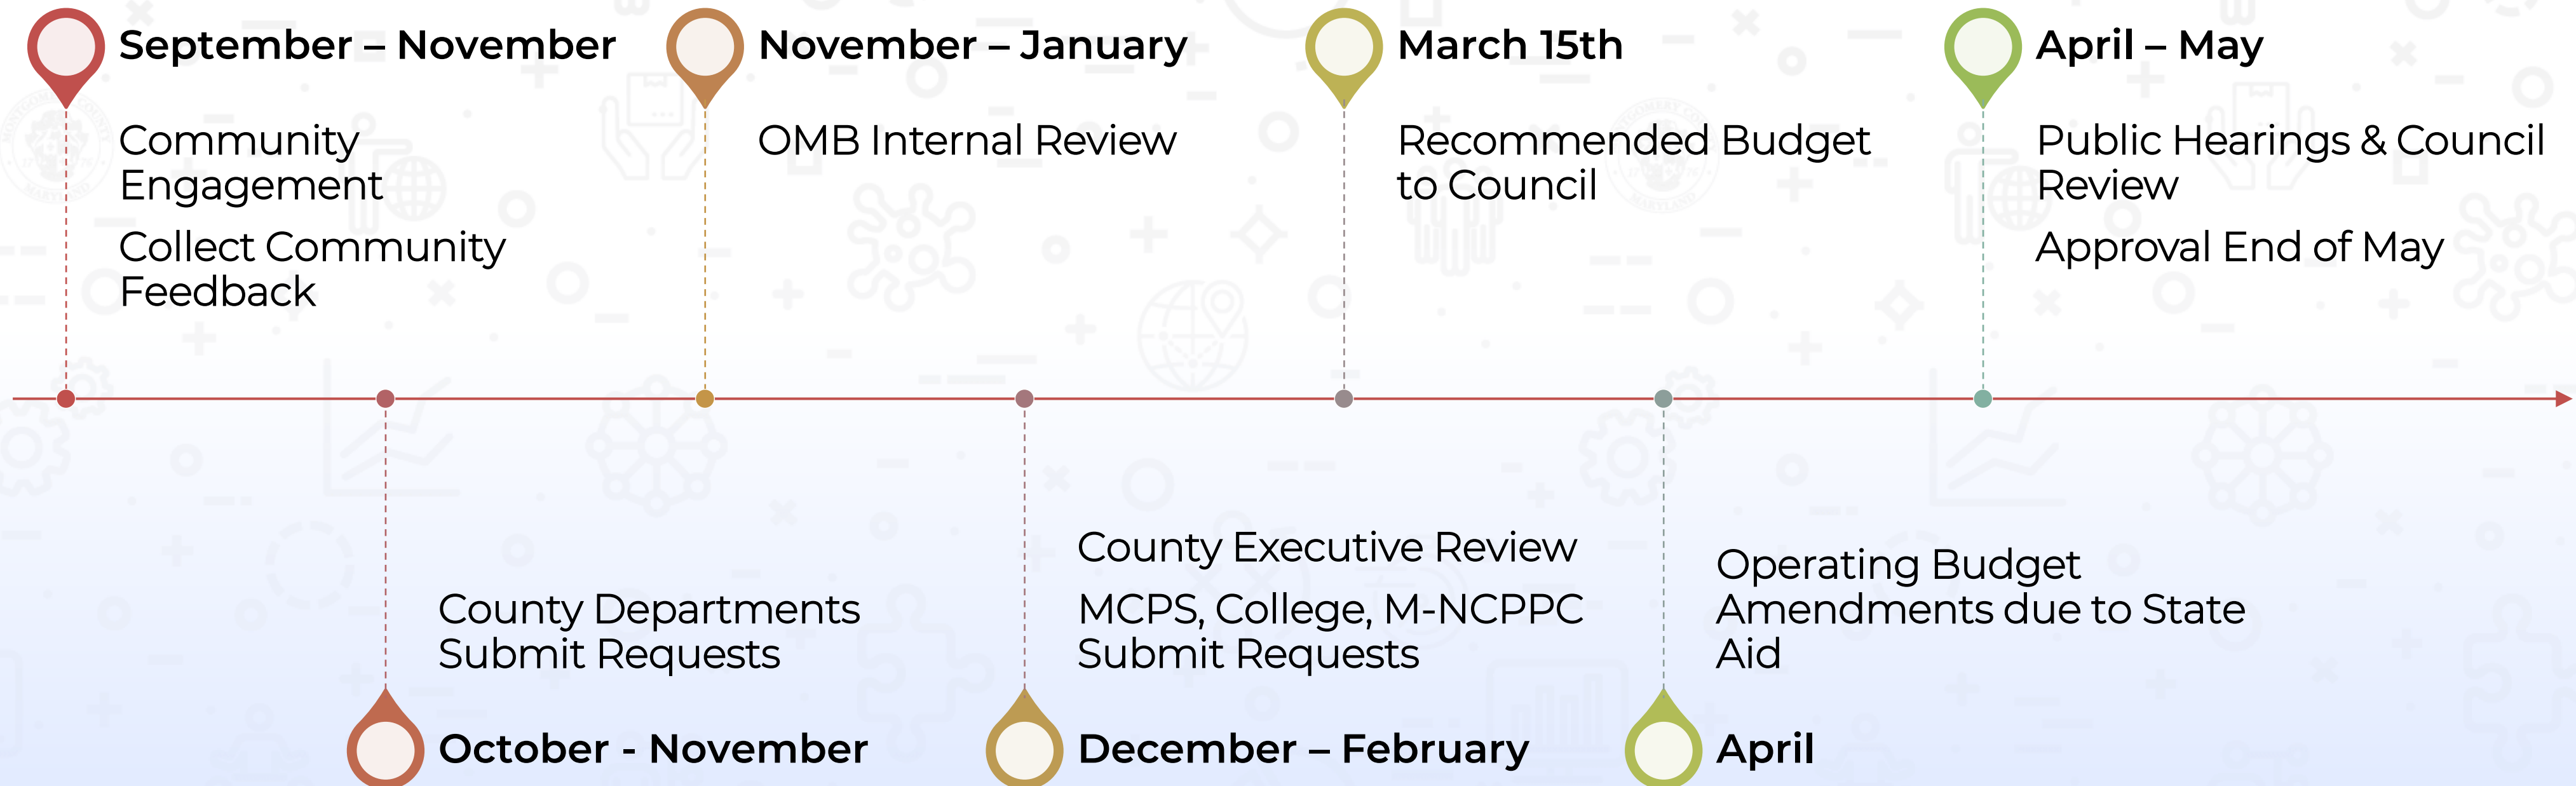 September – November
Community
Engagement
Collect Community
Feedback
November – January
OMB Internal Review
March 15th
Recommended Budget
to Council
April – May
Public Hearings & Council
Review
Approval End of May
County Departments
Submit Requests
October - November
County Executive Review
MCPS, College, M-NCPPC
Submit Requests
December – February
Operating Budget
Amendments due to State
Aid
April